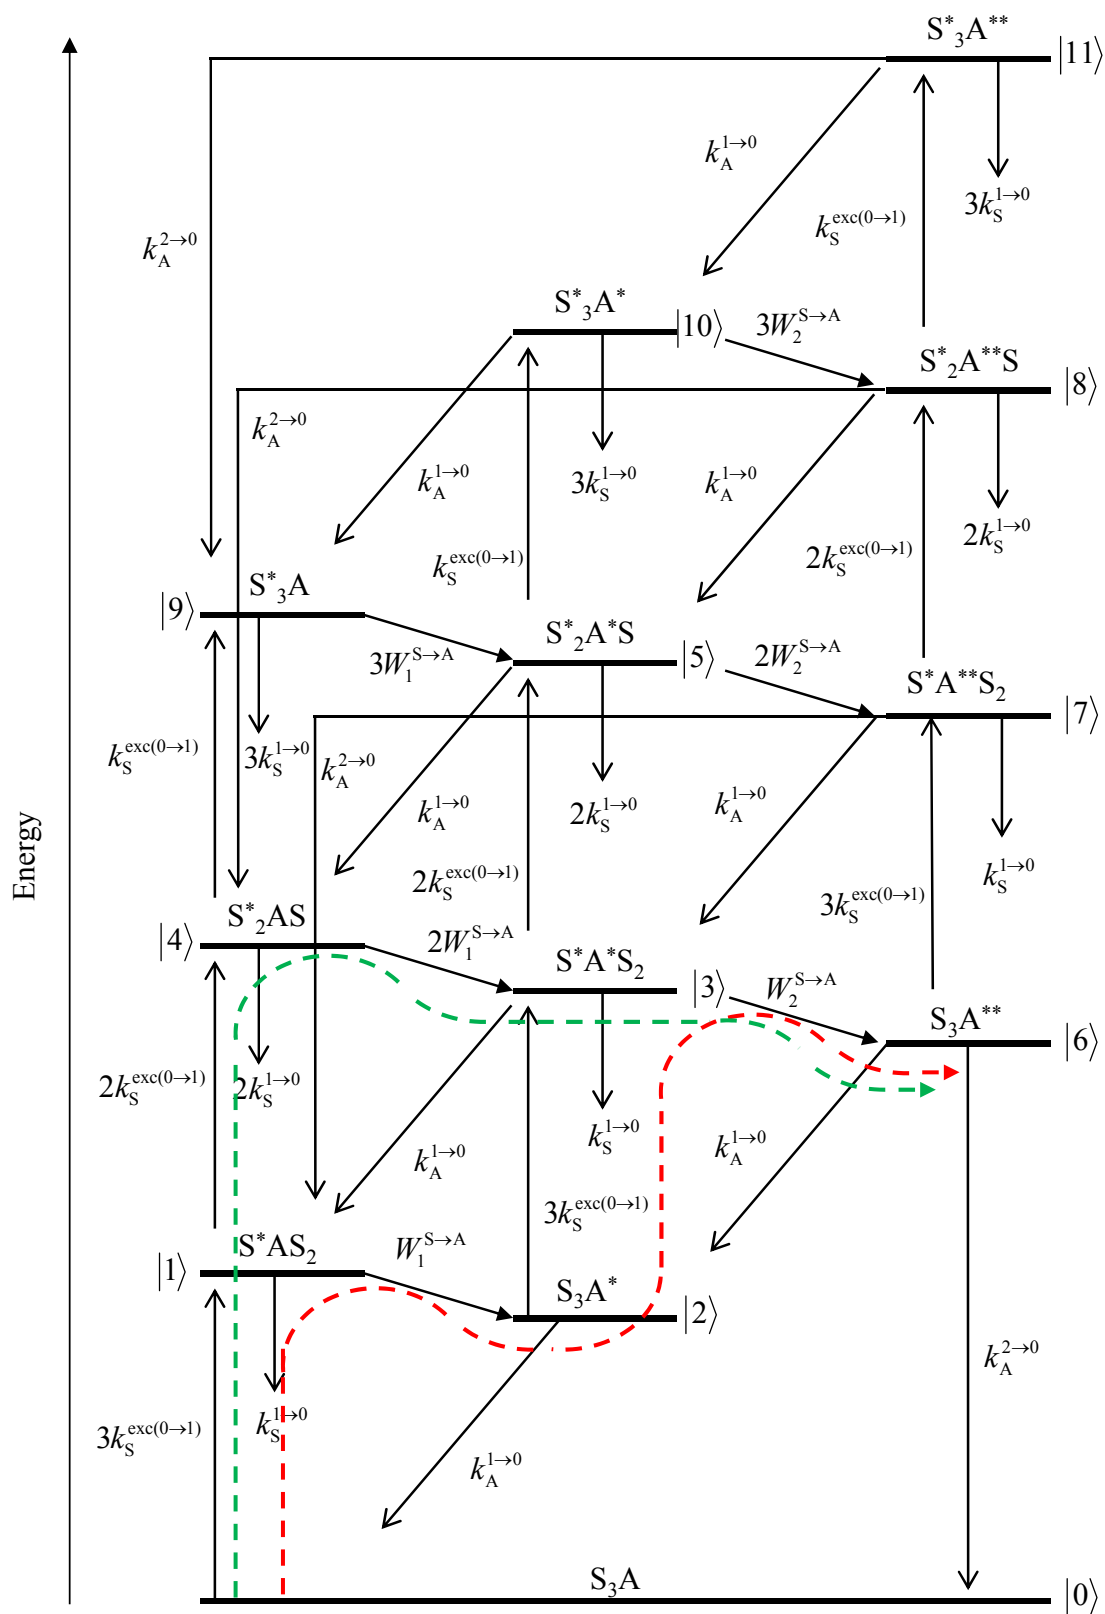 S*₃A**
|11⟩
k_A^{1→0}
3k_S^{1→0}
k_S^{exc(0→1)}
k_A^{2→0}
S*₃A*
|10⟩
3W_2^{S→A}
S*₂A**S
|8⟩
k_A^{2→0}
k_A^{1→0}
3k_S^{1→0}
k_A^{1→0}
2k_S^{1→0}
k_S^{exc(0→1)}
2k_S^{exc(0→1)}
S*₃A
|9⟩
3W_1^{S→A}
S*₂A*S
|5⟩
2W_2^{S→A}
S*A**S₂
|7⟩
k_S^{exc(0→1)}
3k_S^{1→0}
k_A^{2→0}
k_A^{1→0}
2k_S^{1→0}
k_A^{1→0}
k_S^{1→0}
Energy
2k_S^{exc(0→1)}
3k_S^{exc(0→1)}
S*₂AS
|4⟩
2W_1^{S→A}
S*A*S₂
|3⟩
W_2^{S→A}
S₃A**
|6⟩
2k_S^{exc(0→1)}
2k_S^{1→0}
k_A^{1→0}
k_S^{1→0}
k_A^{1→0}
3k_S^{exc(0→1)}
S*AS₂
|1⟩
W_1^{S→A}
S₃A*
|2⟩
k_A^{2→0}
3k_S^{exc(0→1)}
k_S^{1→0}
k_A^{1→0}
S₃A
|0⟩